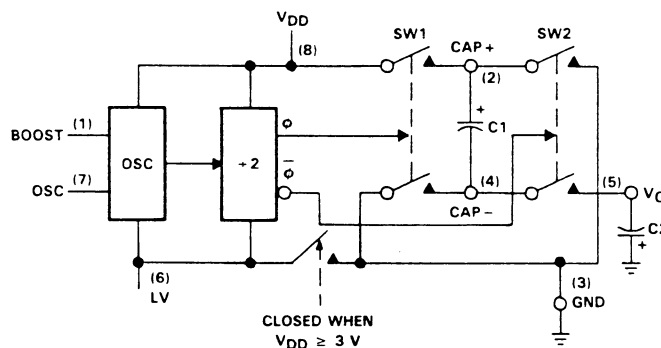 VDD
(8)
SW1
SW2
CAP+
(2)
+
C1
BOOST
(1)
OSC
÷2
φ
φ̅
OSC
(7)
(4)
CAP−
(5)
C2
+
(6)
LV
(3)
GND
CLOSED WHEN
VDD ≥ 3 V